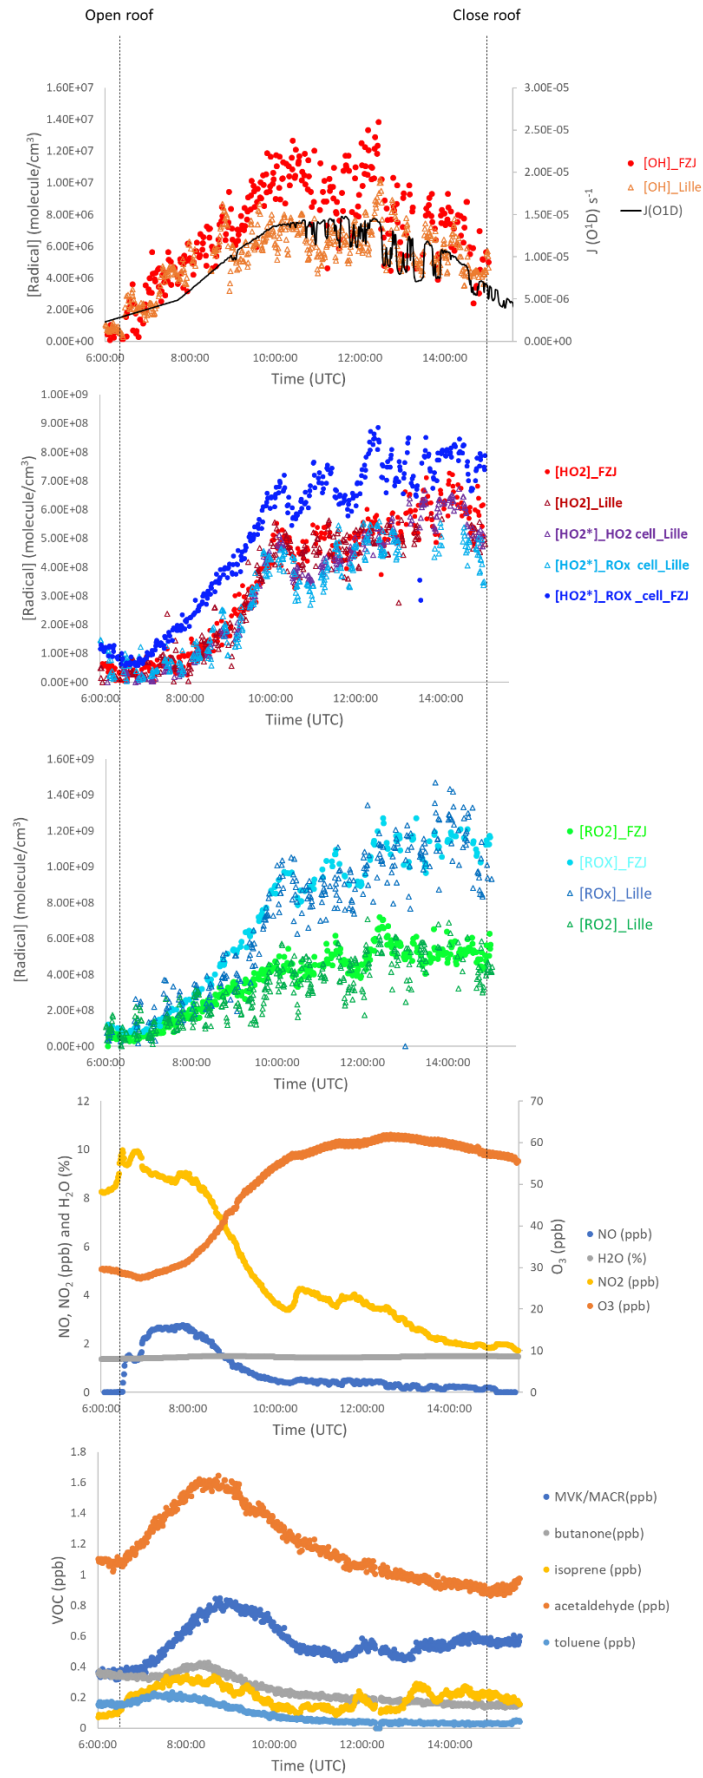 Open roof
Close roof
1.60E+07
1.40E+07
1.20E+07
1.00E+07
8.00E+06
6.00E+06
4.00E+06
2.00E+06
0.00E+00
[Radical] (molecule/cm³)
3.00E-05
2.50E-05
2.00E-05
1.50E-05
1.00E-05
5.00E-06
0.00E+00
J (O¹D) s⁻¹
[OH]_FZJ
[OH]_Lille
J(O1D)
6:00:00 8:00:00 10:00:00 12:00:00 14:00:00
Time (UTC)
1.00E+09
9.00E+08
8.00E+08
7.00E+08
6.00E+08
5.00E+08
4.00E+08
3.00E+08
2.00E+08
1.00E+08
0.00E+00
[Radical] (molecule/cm³)
[HO2]_FZJ
[HO2]_Lille
[HO2*]_HO2 cell_Lille
[HO2*]_ROx cell_Lille
[HO2*]_ROX _cell_FZJ
6:00:00 8:00:00 10:00:00 12:00:00 14:00:00
Tiime (UTC)
1.60E+09
1.40E+09
1.20E+09
1.00E+09
8.00E+08
6.00E+08
4.00E+08
2.00E+08
0.00E+00
[Radical] (molecule/cm³)
[RO2]_FZJ
[ROX]_FZJ
[ROx]_Lille
[RO2]_Lille
6:00:00 8:00:00 10:00:00 12:00:00 14:00:00
Time (UTC)
12
10
8
6
4
2
0
NO, NO₂ (ppb) and H₂O (%)
70
60
50
40
30
20
10
0
O₃ (ppb)
NO (ppb)
H2O (%)
NO2 (ppb)
O3 (ppb)
6:00:00 8:00:00 10:00:00 12:00:00 14:00:00
Time (UTC)
1.8
1.6
1.4
1.2
1
0.8
0.6
0.4
0.2
0
VOC (ppb)
MVK/MACR(ppb)
butanone(ppb)
isoprene (ppb)
acetaldehyde (ppb)
toluene (ppb)
6:00:00 8:00:00 10:00:00 12:00:00 14:00:00
Time (UTC)